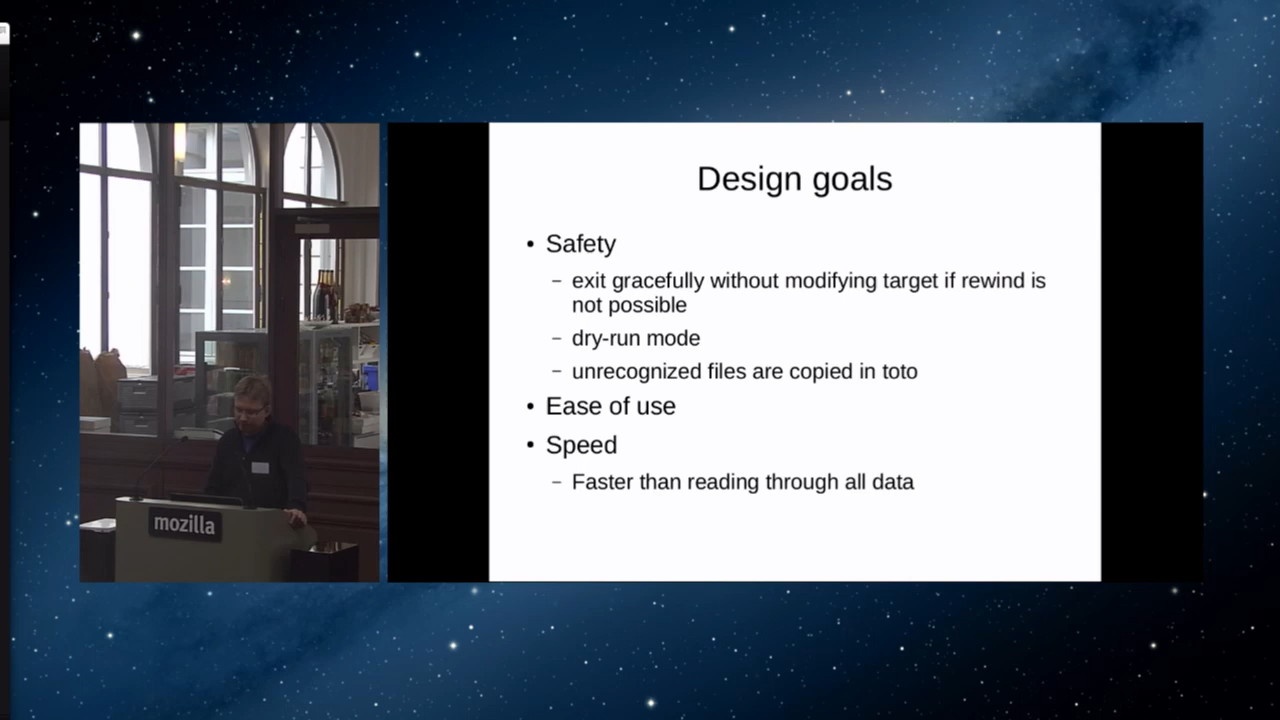 Design goals
• Safety
– exit gracefully without modifying target if rewind is
not possible
– dry-run mode
– unrecognized files are copied in toto
• Ease of use
• Speed
– Faster than reading through all data
mozilla